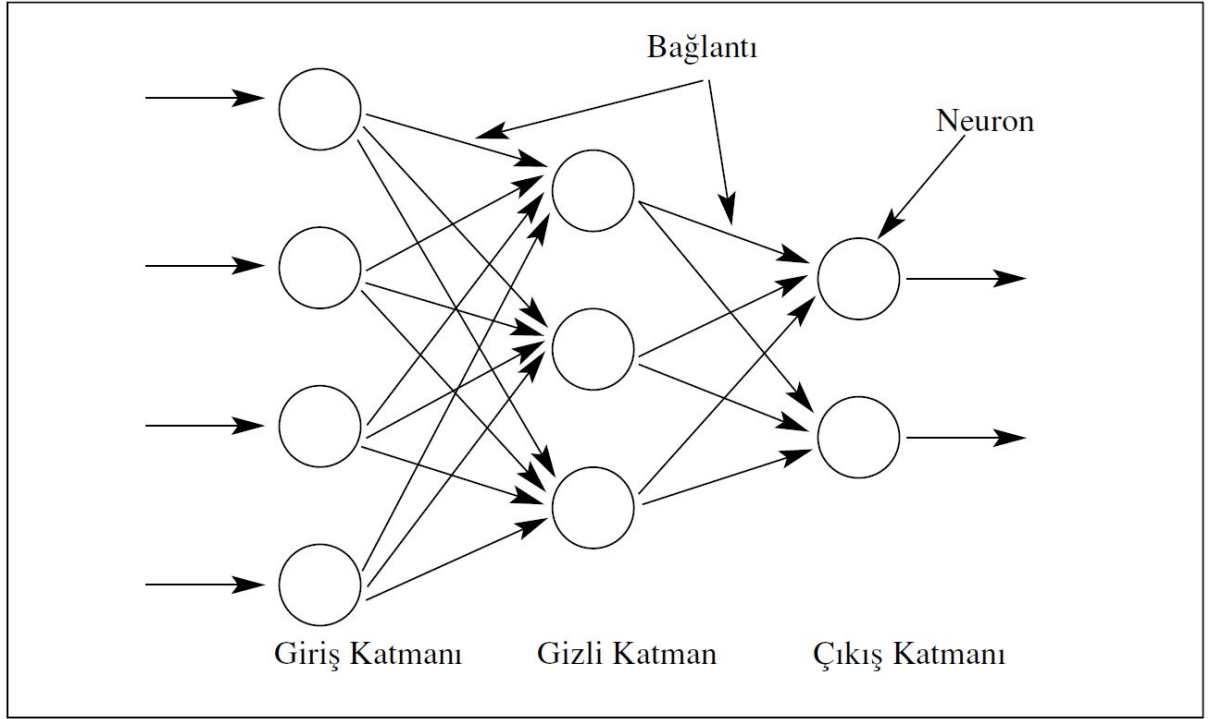 Bağlantı
Neuron
Giriş Katmanı
Gizli Katman
Çıkış Katmanı